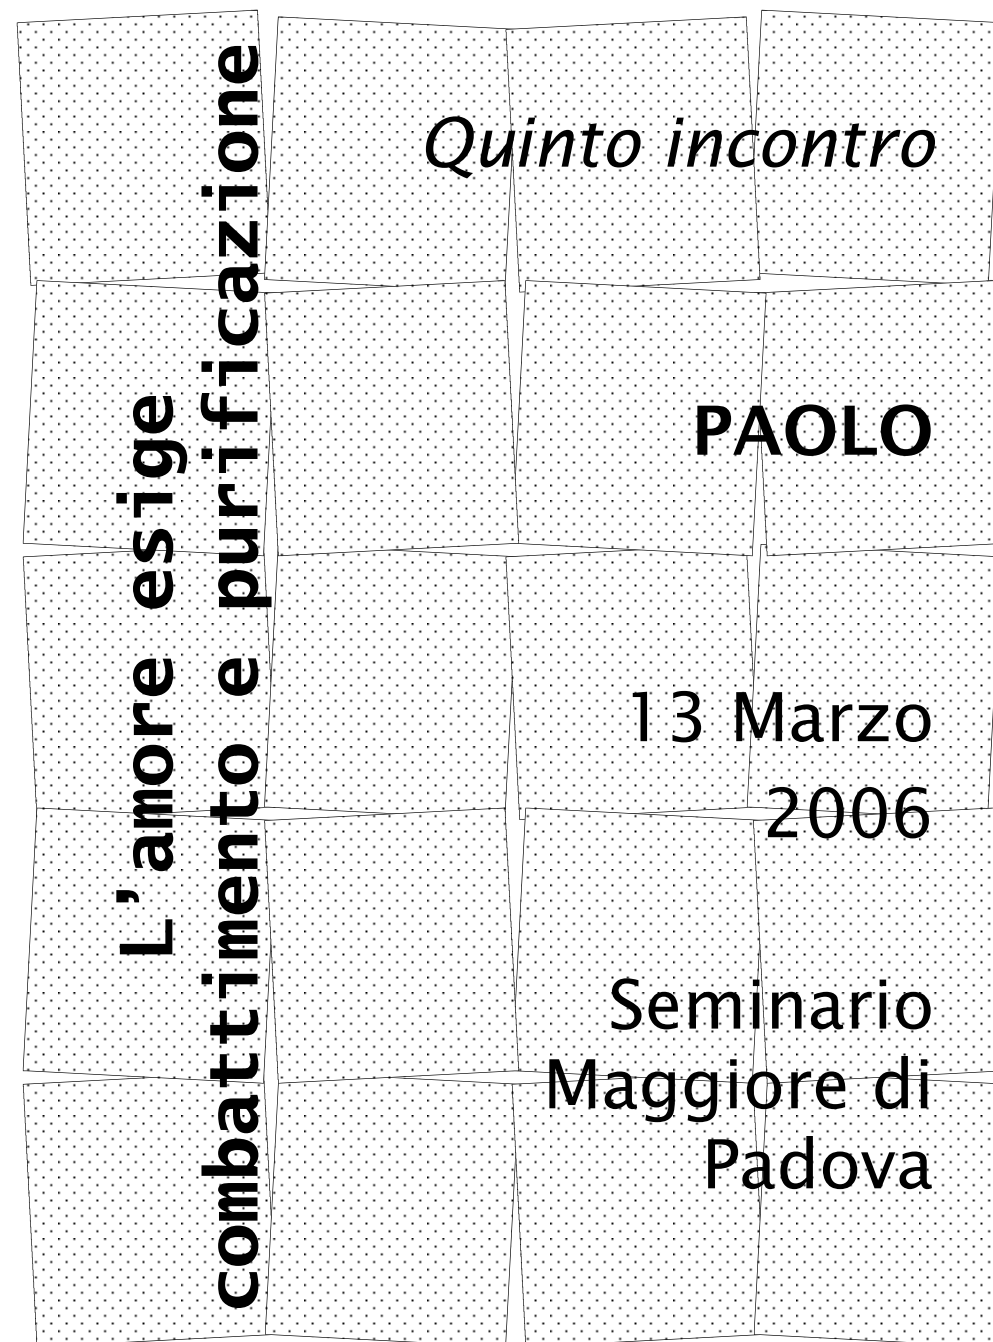 L'amore esige
combattimento e purificazione
Quinto incontro
PAOLO
13 Marzo
2006
Seminario
Maggiore di
Padova